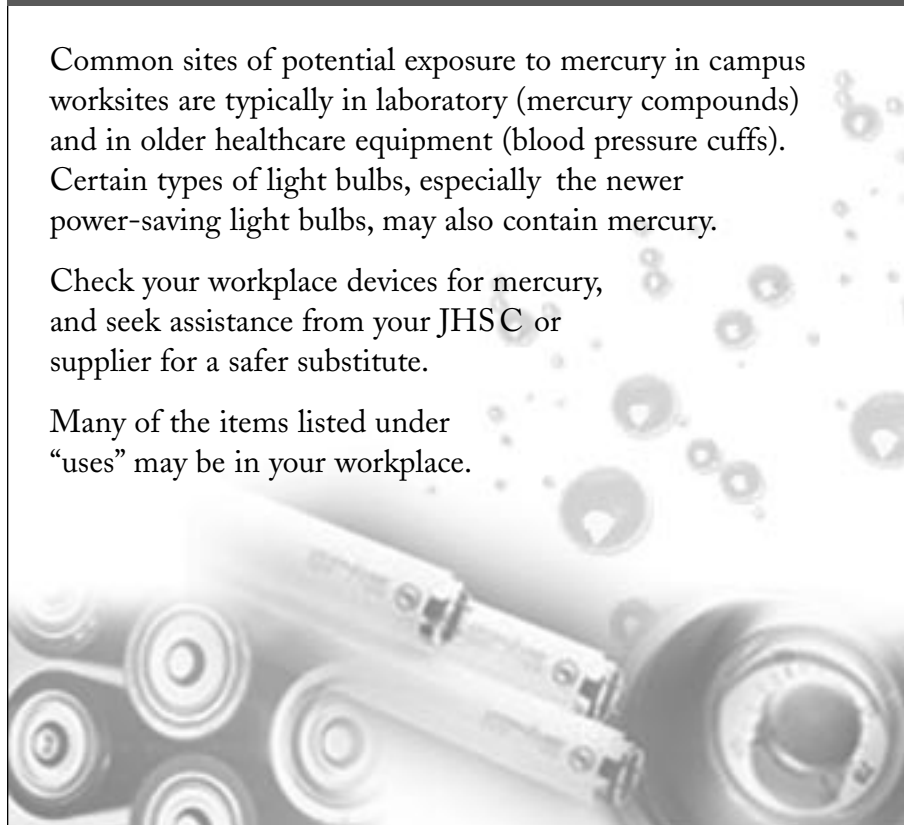 Common sites of potential exposure to mercury in campus
worksites are typically in laboratory (mercury compounds)
and in older healthcare equipment (blood pressure cuffs).
Certain types of light bulbs, especially the newer
power-saving light bulbs, may also contain mercury.
Check your workplace devices for mercury,
and seek assistance from your JHSC or
supplier for a safer substitute.
Many of the items listed under
“uses” may be in your workplace.